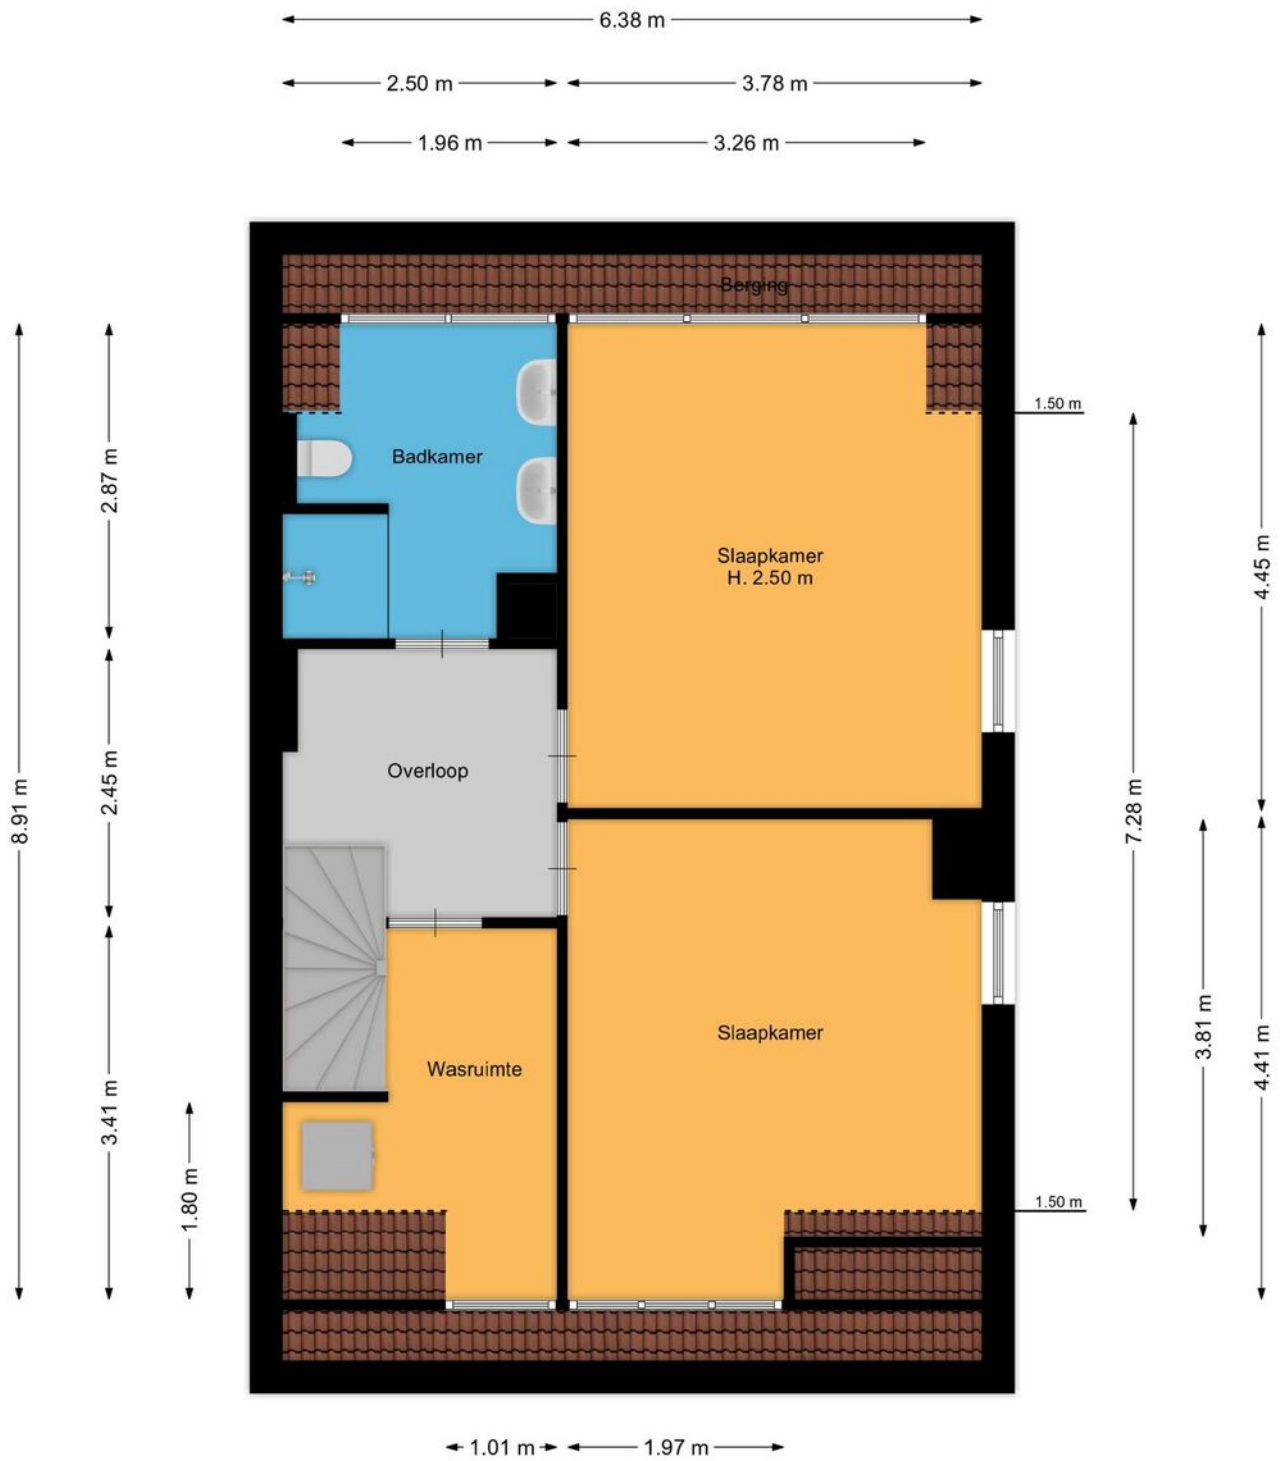 6.38 m
2.50 m
3.78 m
1.96 m
3.26 m
Berging
1.50 m
Badkamer
2.87 m
Slaapkamer
H. 2.50 m
4.45 m
Overloop
2.45 m
8.91 m
7.28 m
Slaapkamer
3.81 m
4.41 m
Wasruimte
3.41 m
1.80 m
1.50 m
1.01 m
1.97 m